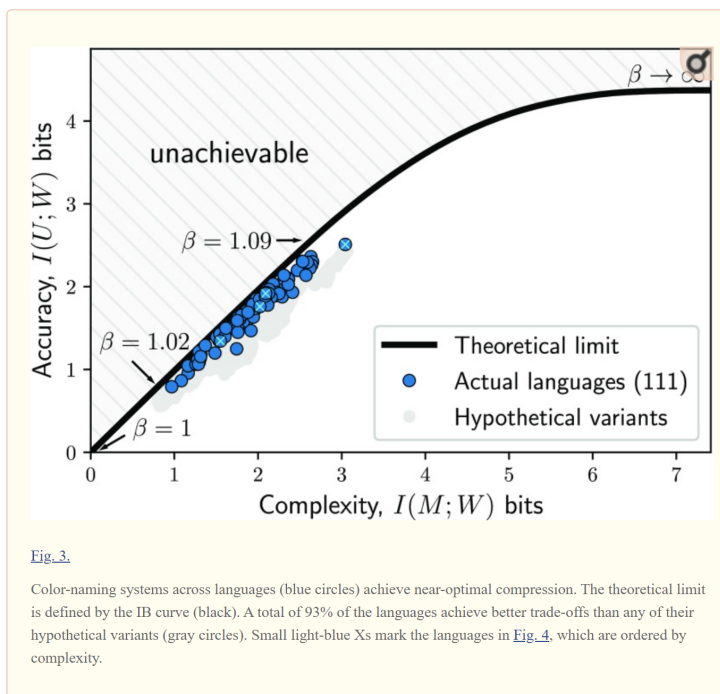 β → ∞
unachievable
β = 1.09
β = 1.02
β = 1
Accuracy, I(U;W) bits
4
3
2
1
0
0 1 2 3 4 5 6 7
Complexity, I(M;W) bits
Theoretical limit
Actual languages (111)
Hypothetical variants
Fig. 3.
Color-naming systems across languages (blue circles) achieve near-optimal compression. The theoretical limit
is defined by the IB curve (black). A total of 93% of the languages achieve better trade-offs than any of their
hypothetical variants (gray circles). Small light-blue Xs mark the languages in Fig. 4, which are ordered by
complexity.